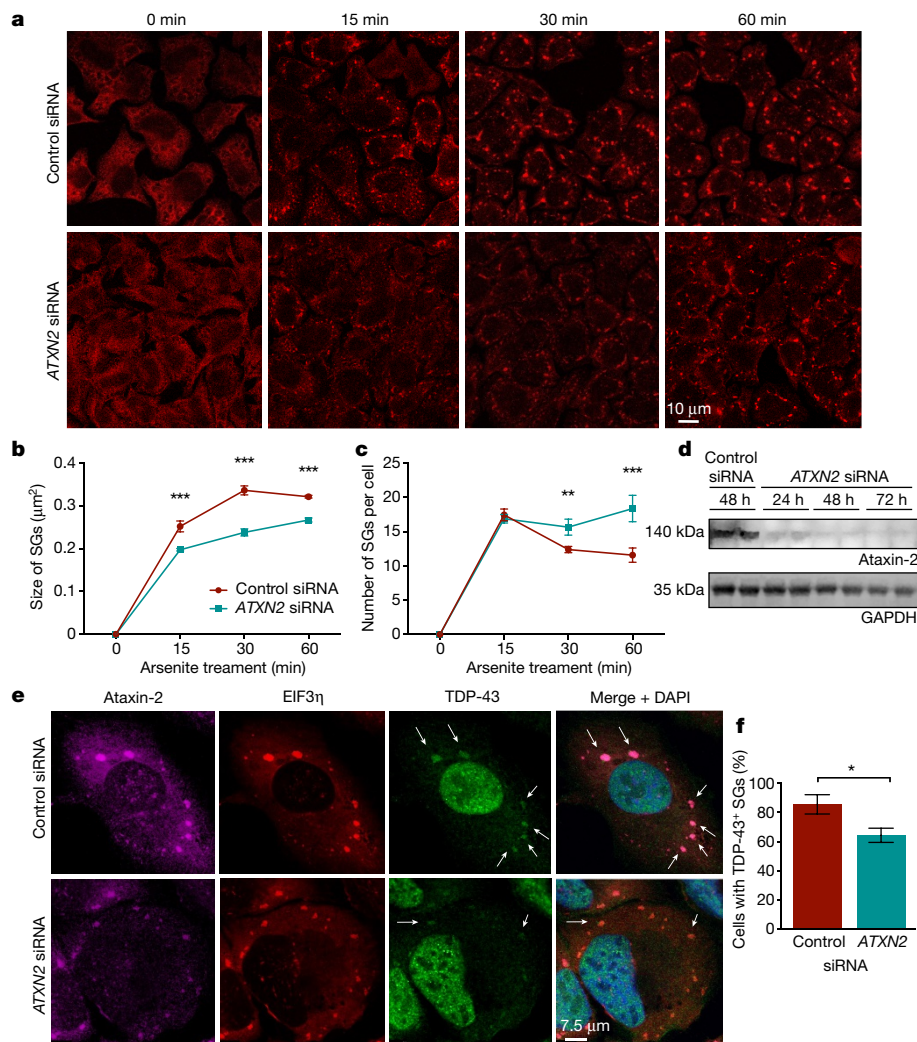 a
0 min 15 min 30 min 60 min
Control siRNA
ATXN2 siRNA
10 μm
b
Size of SGs (μm²)
0.4
0.3
0.2
0.1
0
*** *** ***
Control siRNA
ATXN2 siRNA
0 15 30 60
Arsenite treament (min)
c
Number of SGs per cell
25
20
15
10
5
0
** ***
0 15 30 60
Arsenite treament (min)
d
Control
siRNA ATXN2 siRNA
48 h 24 h 48 h 72 h
140 kDa
Ataxin-2
35 kDa
GAPDH
e
Ataxin-2 EIF3η TDP-43 Merge + DAPI
Control siRNA
ATXN2 siRNA
7.5 μm
f
Cells with TDP-43⁺ SGs (%)
100
80
60
40
20
0
*
Control ATXN2
siRNA